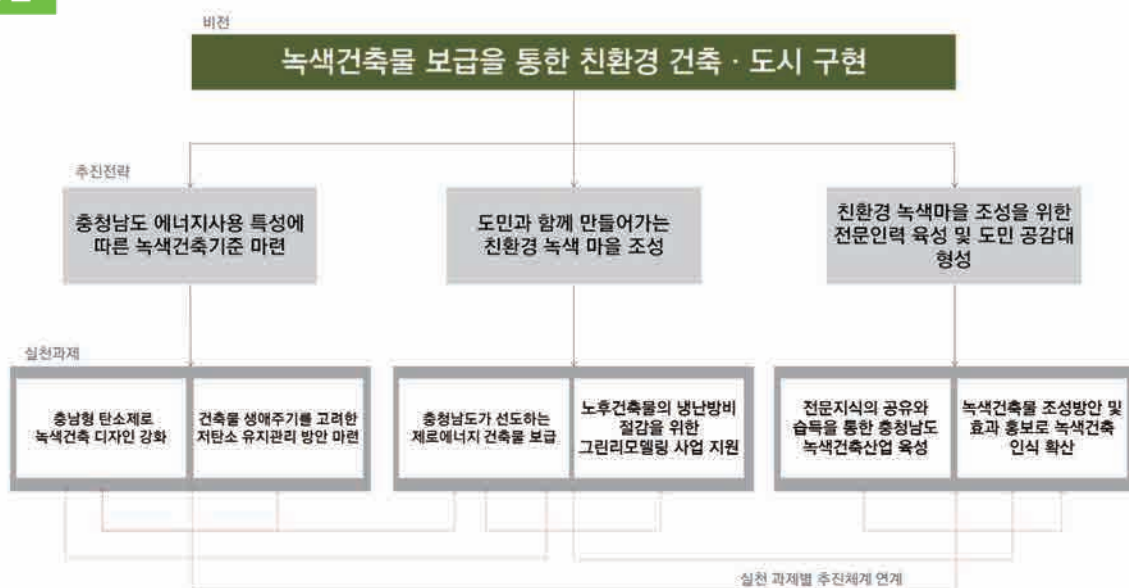 비전
녹색건축물 보급을 통한 친환경 건축 · 도시 구현
추진전략
충청남도 에너지사용 특성에
따른 녹색건축기준 마련
도민과 함께 만들어가는
친환경 녹색 마을 조성
친환경 녹색마을 조성을 위한
전문인력 육성 및 도민 공감대
형성
실천과제
충남형 탄소제로
녹색건축 디자인 강화
건축물 생애주기를 고려한
저탄소 유지관리 방안 마련
충청남도가 선도하는
제로에너지 건축물 보급
노후건축물의 냉난방비
절감을 위한
그린리모델링 사업 지원
전문지식의 공유와
습득을 통한 충청남도
녹색건축산업 육성
녹색건축물 조성방안 및
효과 홍보로 녹색건축
인식 확산
실천 과제별 추진체계 연계